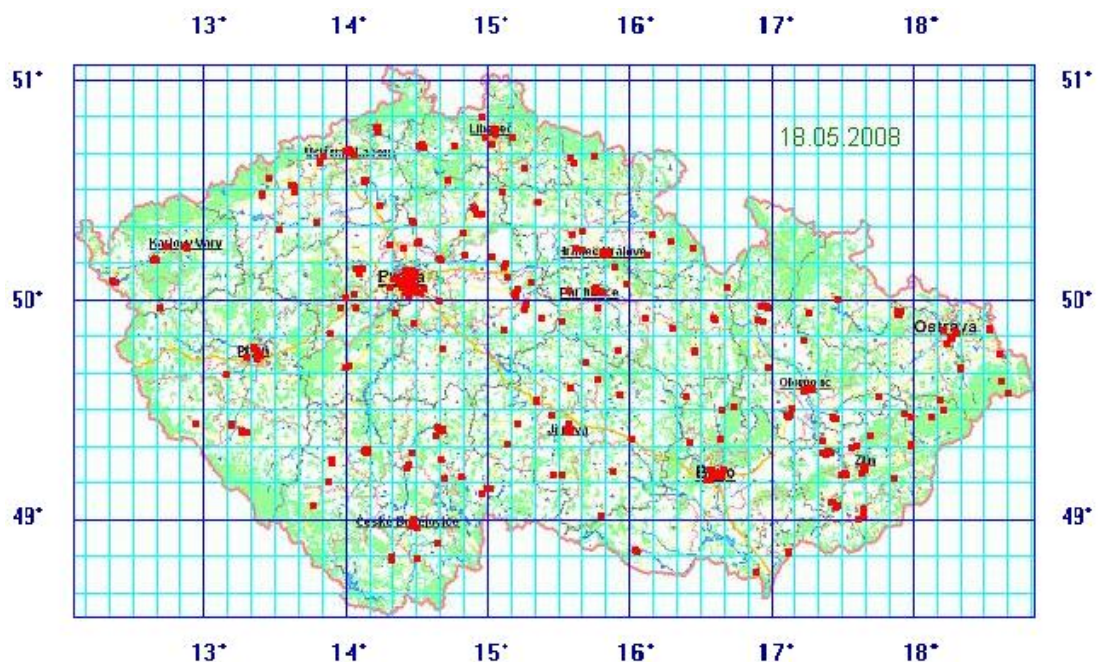 13° 14° 15° 16° 17° 18°
51° 51°
18.05.2008
Liberec
Karlovy Vary
Hradec Králové
50° Praha 50°
Pardubice
Ostrava
Plzeň
Olomouc
Jihlava
Brno Zlín
49° České Budějovice 49°
13° 14° 15° 16° 17° 18°